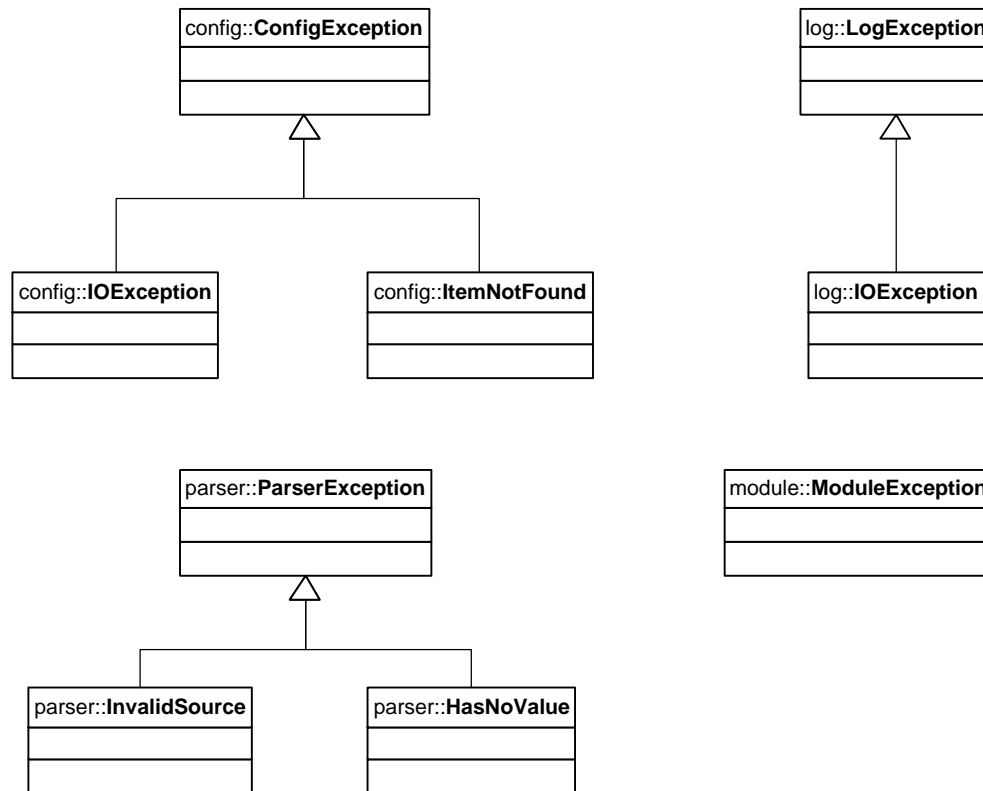 config::ConfigException
log::LogException
config::IOException
config::ItemNotFound
log::IOException
parser::ParserException
module::ModuleException
parser::InvalidSource
parser::HasNoValue